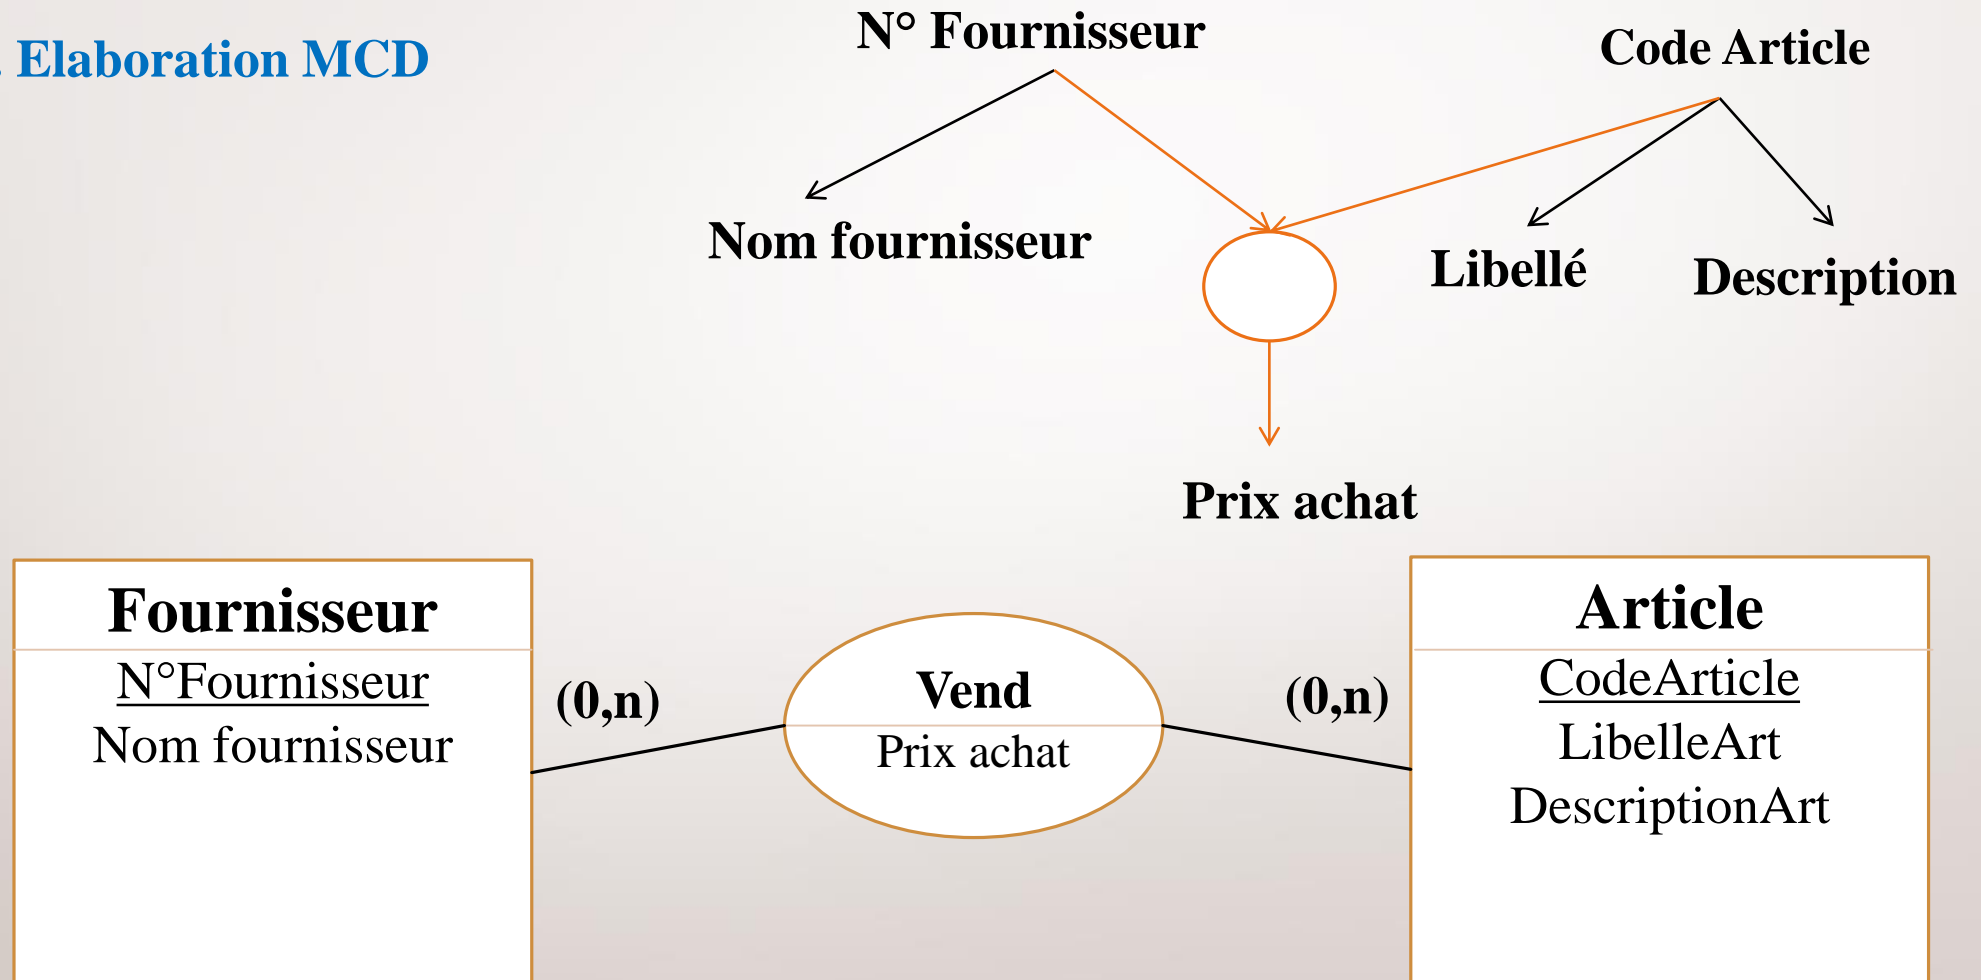 . Elaboration MCD
N° Fournisseur
Code Article
Nom fournisseur
Libellé
Description
Prix achat
Fournisseur
N°Fournisseur
Nom fournisseur
(0,n)
Vend
Prix achat
(0,n)
Article
CodeArticle
LibelleArt
DescriptionArt